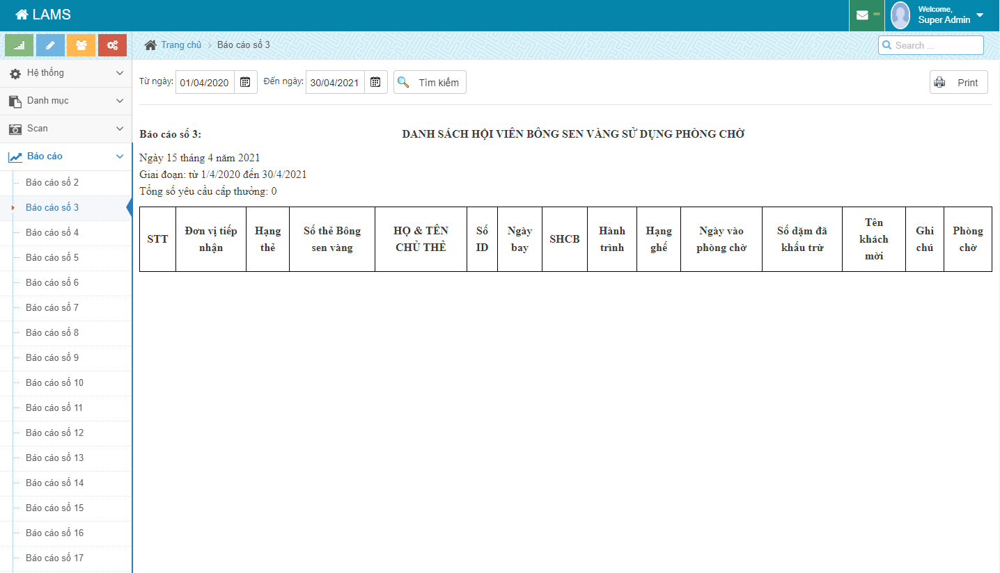 LAMS
Welcome,
Super Admin
Trang chủ
Báo cáo số 3
Search ...
Hệ thống
Danh mục
Scan
Báo cáo
Báo cáo số 2
Báo cáo số 3
Báo cáo số 4
Báo cáo số 5
Báo cáo số 6
Báo cáo số 7
Báo cáo số 8
Báo cáo số 9
Báo cáo số 10
Báo cáo số 11
Báo cáo số 12
Báo cáo số 13
Báo cáo số 14
Báo cáo số 15
Báo cáo số 16
Báo cáo số 17
Từ ngày: 01/04/2020 Đến ngày: 30/04/2021 Tìm kiếm Print
Báo cáo số 3: DANH SÁCH HỘI VIÊN BÔNG SEN VÀNG SỬ DỤNG PHÒNG CHỜ
Ngày 15 tháng 4 năm 2021
Giai đoạn: từ 1/4/2020 đến 30/4/2021
Tổng số yêu cầu cấp thưởng: 0
STT
Đơn vị tiếp
nhận
Hạng
thẻ
Số thẻ Bông
sen vàng
HỌ & TÊN
CHỦ THẺ
Số
ID
Ngày
bay
SHCB
Hành
trình
Hạng
ghế
Ngày vào
phòng chờ
Số dặm đã
khấu trừ
Tên
khách
mời
Ghi
chú
Phòng
chờ